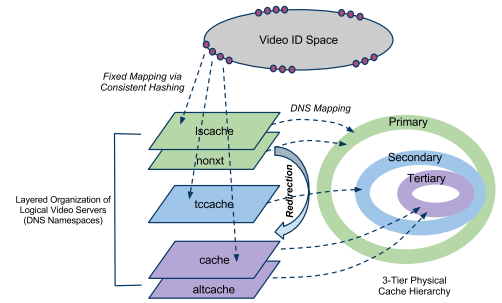 Video ID Space
Fixed Mapping via
Consistent Hashing
DNS Mapping
lscache
nonxt
Primary
Secondary
Tertiary
Layered Organization of
Logical Video Servers
(DNS Namespaces)
tccache
Redirection
cache
altcache
3-Tier Physical
Cache Hierarchy